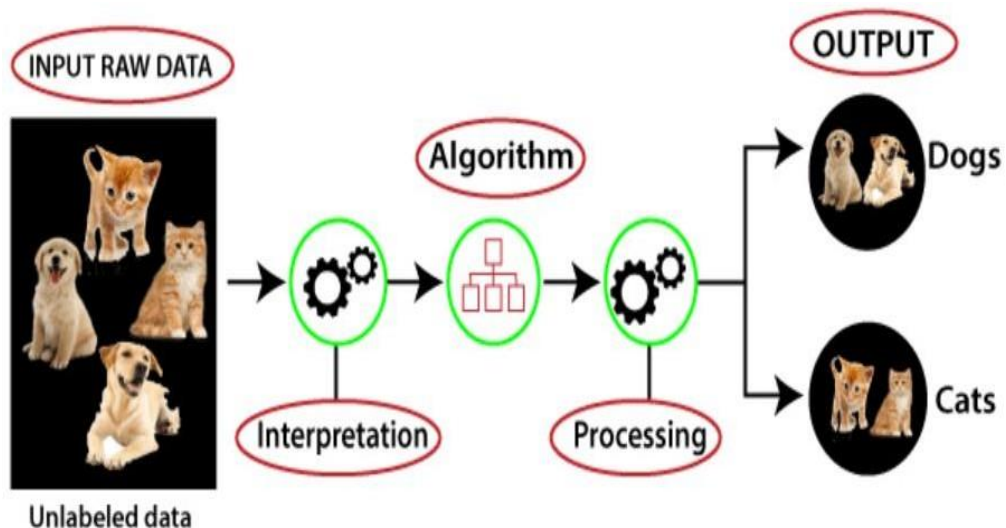 INPUT RAW DATA
OUTPUT
Algorithm
Dogs
Interpretation
Processing
Cats
Unlabeled data